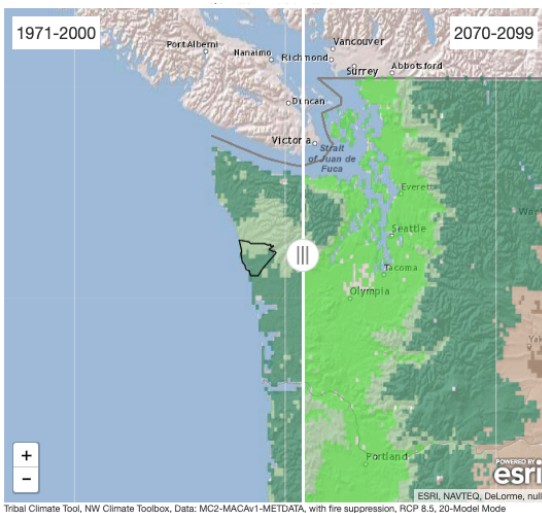 1971-2000
2070-2099
Port Alberni
Nanaimo
Vancouver
Richmond
Surrey
Abbotsford
Duncan
Victoria
Strait
of Juan de
Fuca
Everett
Seattle
Tacoma
Olympia
Portland
+
−
POWERED BY
esri
ESRI, NAVTEQ, DeLorme, null
Tribal Climate Tool, NW Climate Toolbox, Data: MC2-MACAv1-METDATA, with fire suppression, RCP 8.5, 20-Model Mode